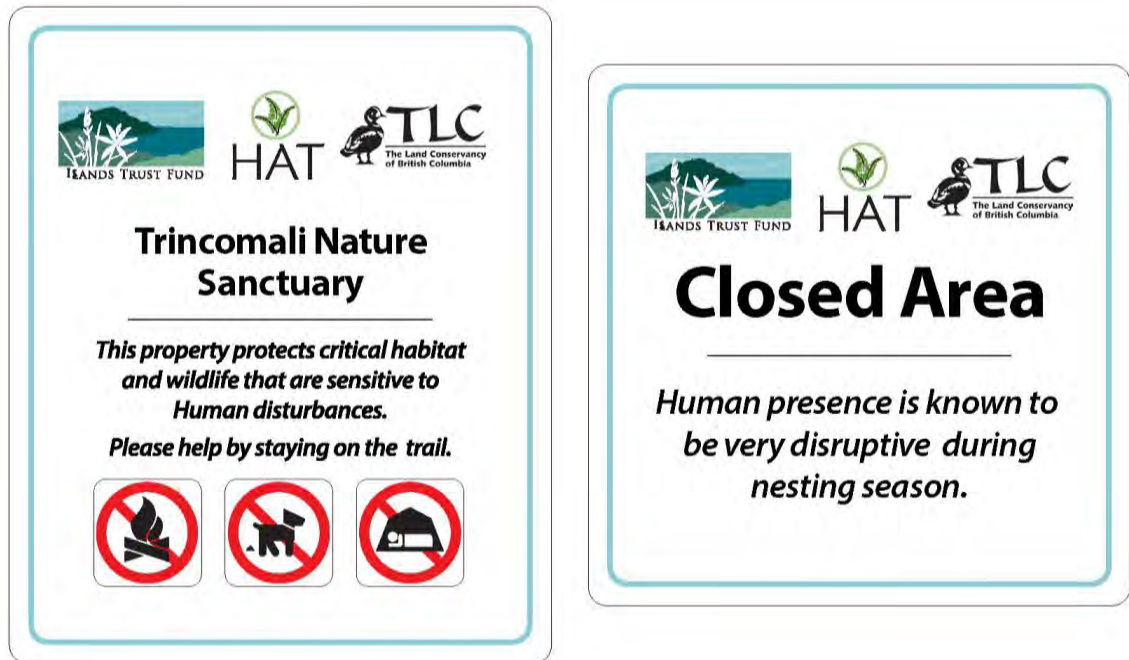 ISLANDS TRUST FUND
HAT
TLC
The Land Conservancy
of British Columbia
Trincomali Nature
Sanctuary
This property protects critical habitat
and wildlife that are sensitive to
Human disturbances.
Please help by staying on the trail.
ISLANDS TRUST FUND
HAT
TLC
The Land Conservancy
of British Columbia
Closed Area
Human presence is known to
be very disruptive during
nesting season.